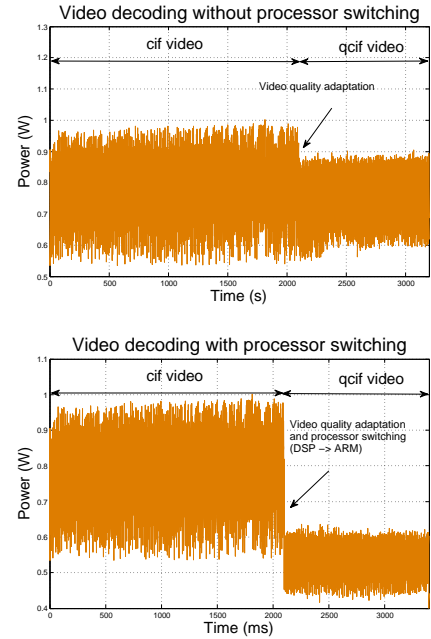 Video decoding without processor switching
1.3
cif video
qcif video
1.2
Video quality adaptation
1.1
1
0.9
0.8
0.7
0.6
0.5
Power (W)
0
500
1000
1500
2000
2500
3000
Time (s)
Video decoding with processor switching
1.1
cif video
qcif video
1
Video quality adaptation
and processor switching
(DSP −> ARM)
0.9
0.8
0.7
0.6
0.5
0.4
Power (W)
0
500
1000
1500
2000
2500
3000
Time (ms)